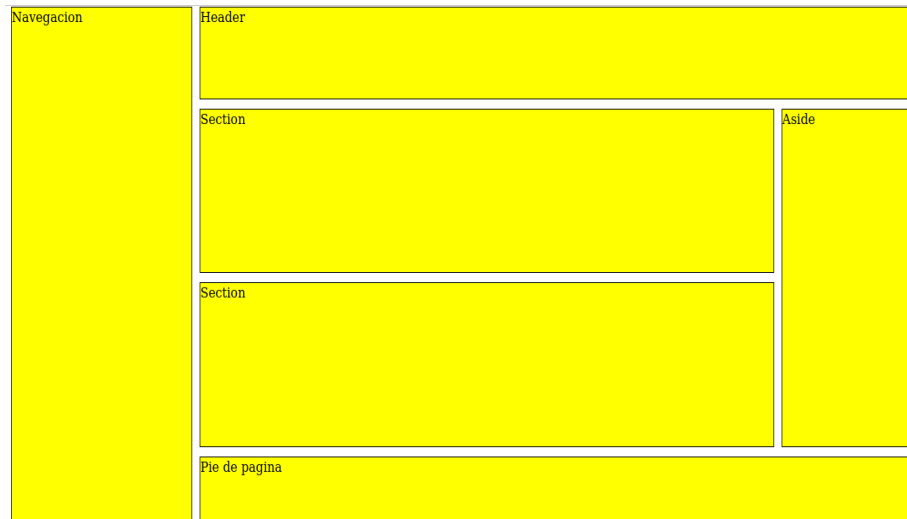 Navegacion
Header
Section
Aside
Section
Pie de pagina